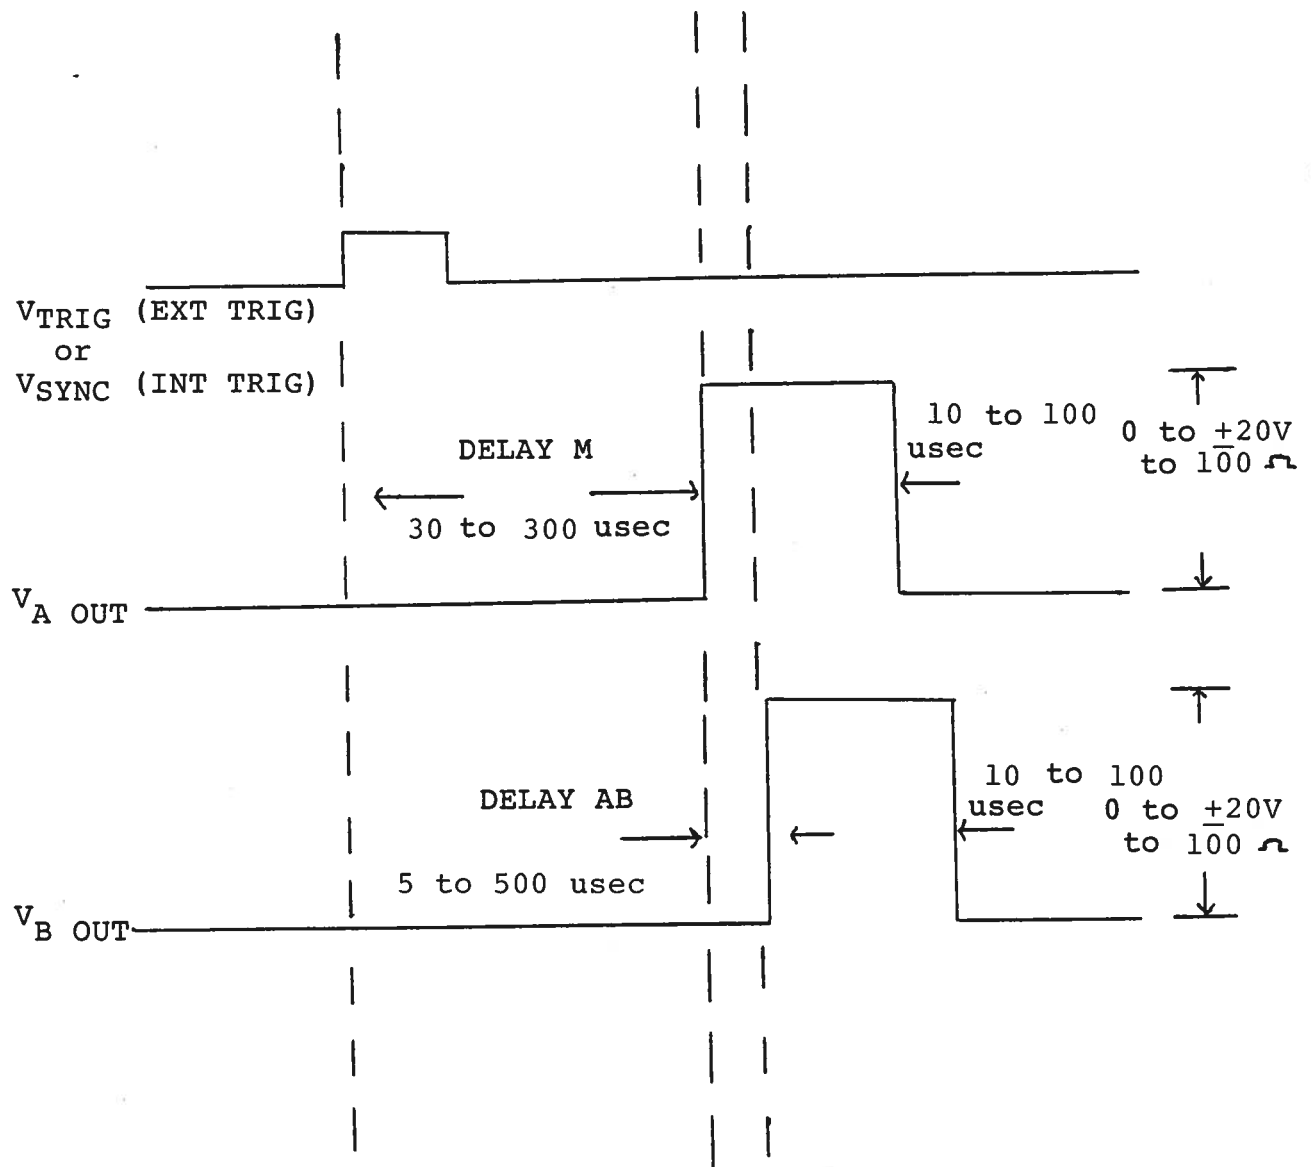 VTRIG (EXT TRIG)
or
VSYNC (INT TRIG)
10 to 100
usec
0 to ±20V
to 100 Ω
DELAY M
30 to 300 usec
VA OUT
10 to 100
usec
0 to ±20V
to 100 Ω
DELAY AB
5 to 500 usec
VB OUT